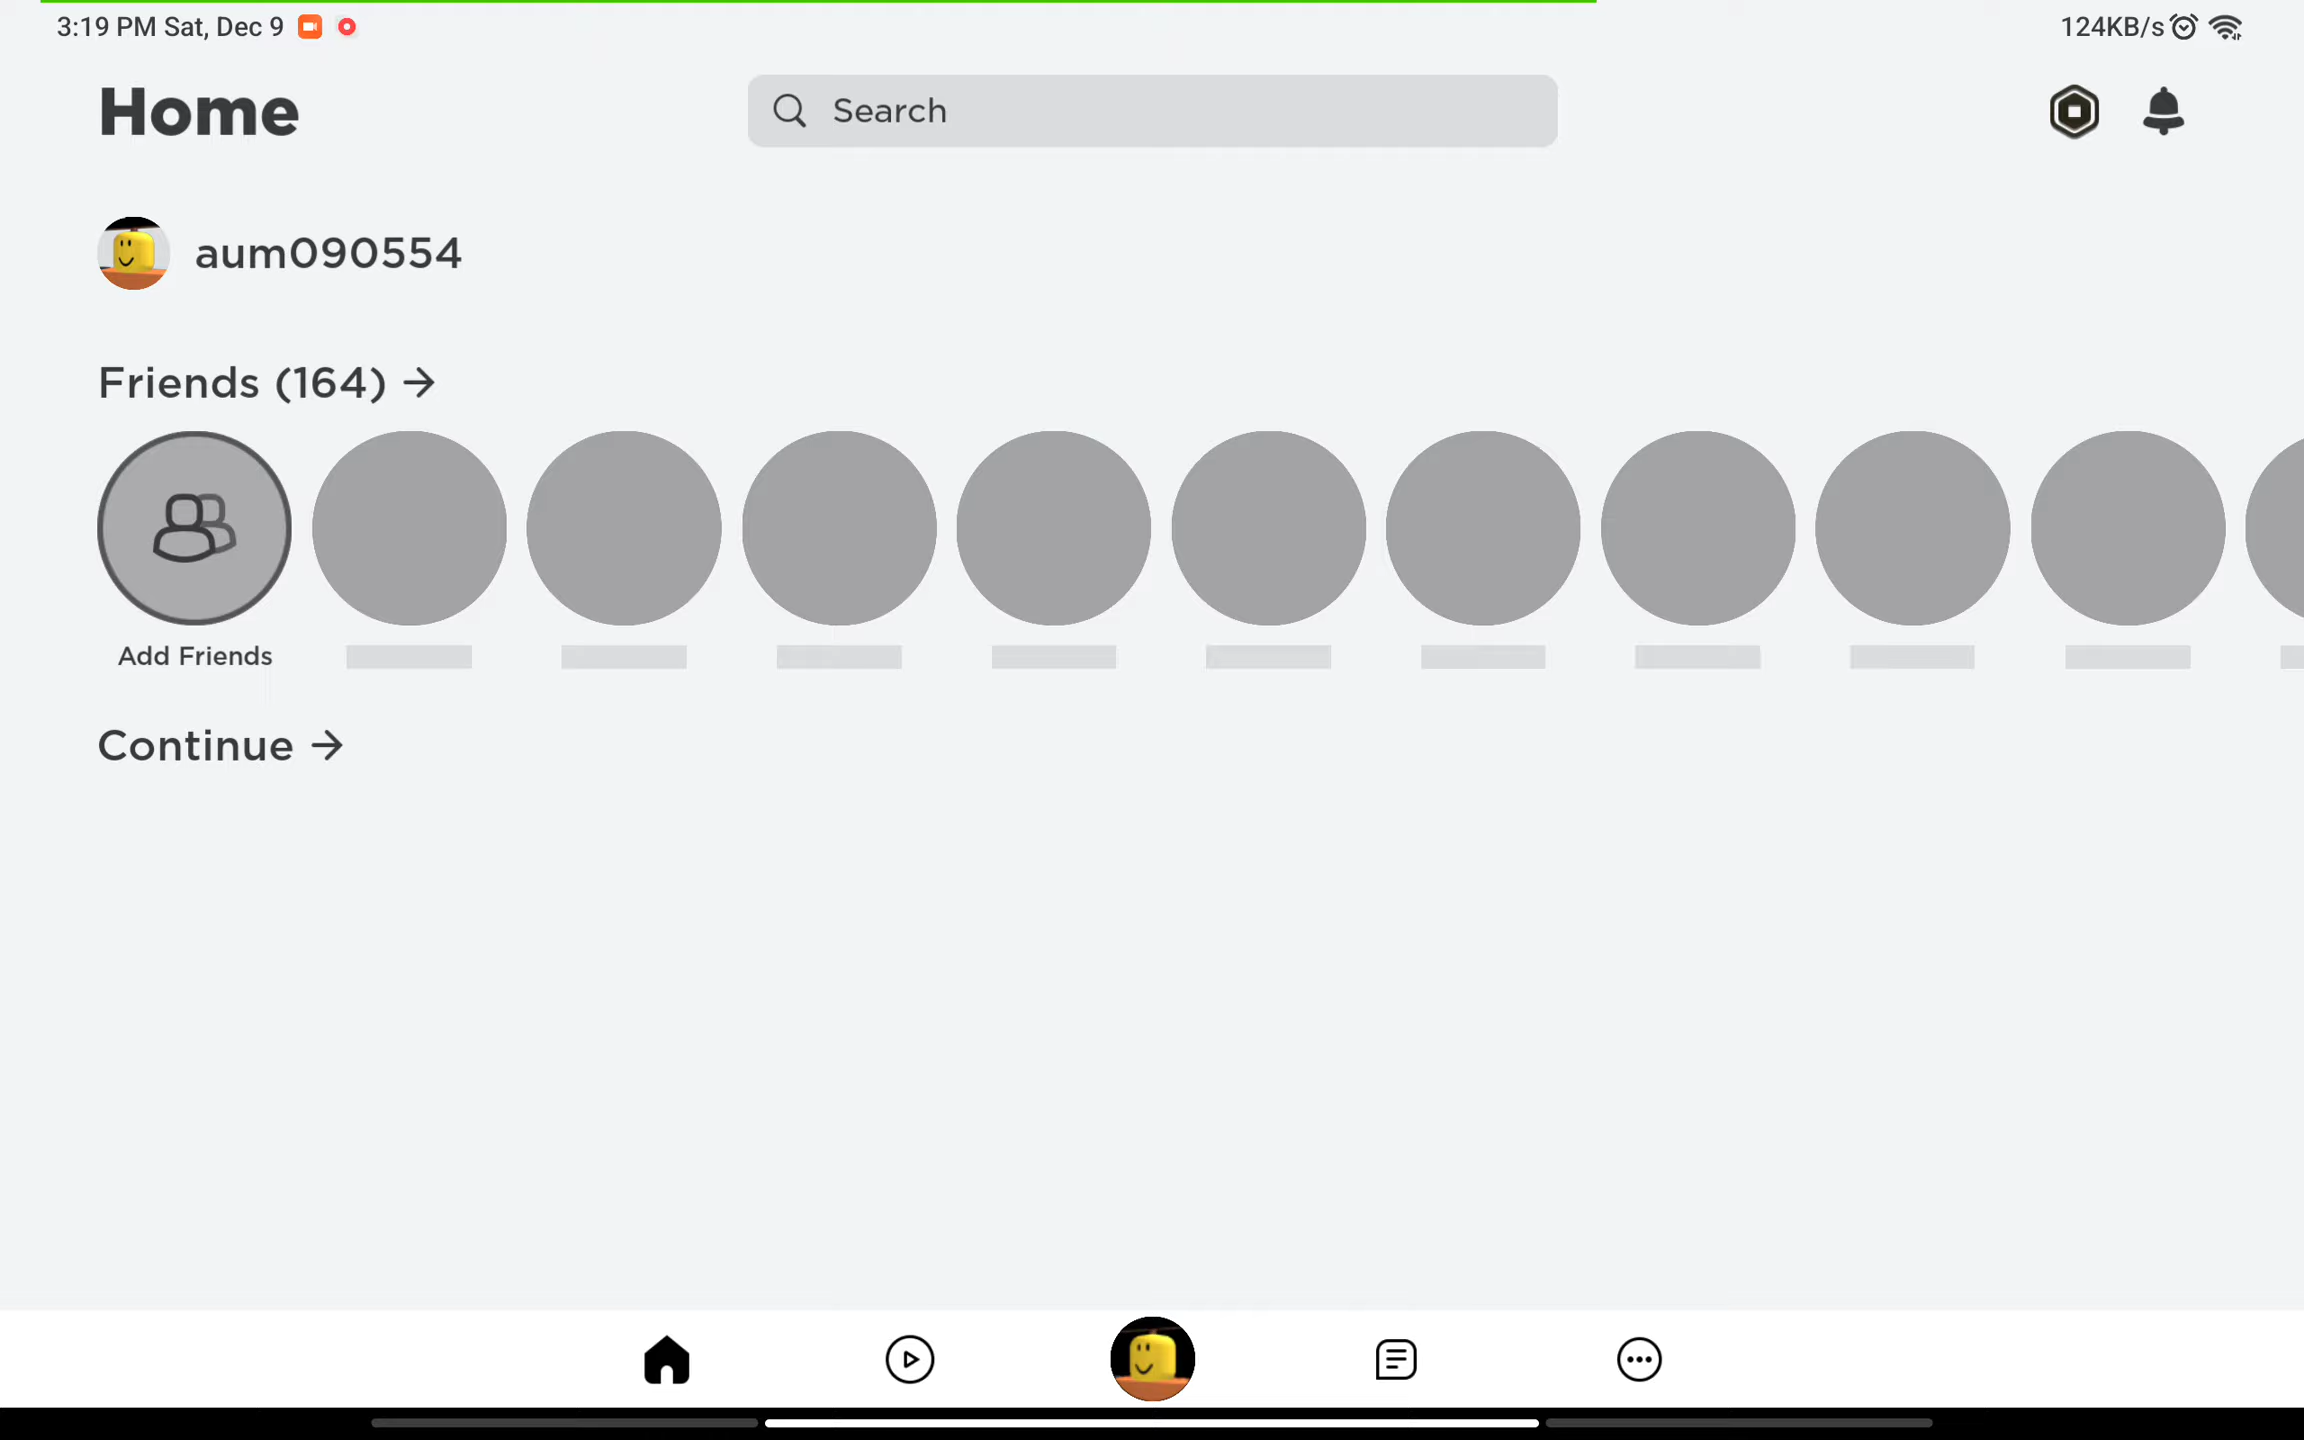 3:19 PM Sat, Dec 9
124KB/s
Home
Search
aum090554
Friends (164) →
Add Friends
Continue →